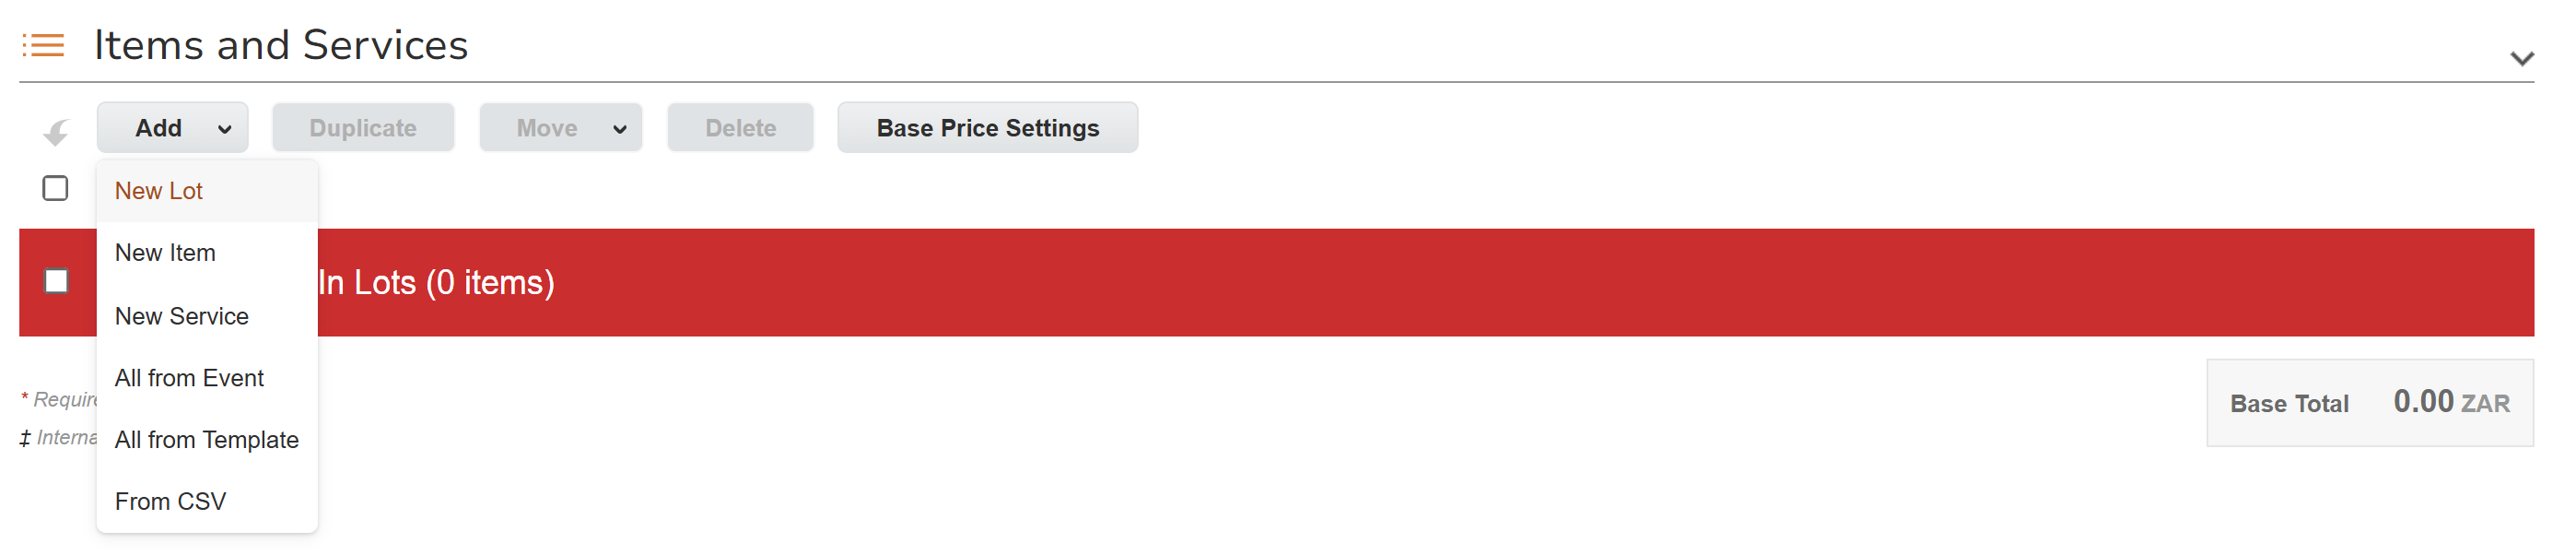 Items and Services
Add Duplicate Move Delete Base Price Settings
New Lot
New Item
In Lots (0 items)
New Service
All from Event
* 
Base Total 0.00 ZAR
All from Template
‡
From CSV